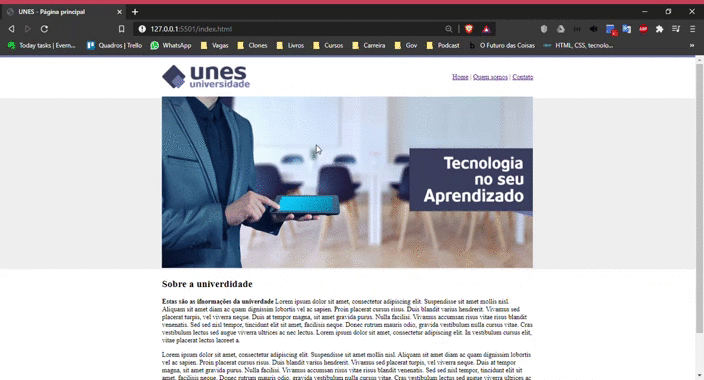 UNES - Página principal
127.0.0.1:5501/index.html
Today tasks | Evern... Quadros | Trello WhatsApp Vagas Clones Livros Cursos Carreira Gov Podcast O Futuro das Coisas HTML, CSS, tecnolo...
unes
universidade
Home | Quem somos | Contato
Tecnologia
no seu
Aprendizado
Sobre a univerdidade
Estas são as ifnormações da univerdade Lorem ipsum dolor sit amet, consectetur adipiscing elit. Suspendisse sit amet mollis nisl.
Aliquam sit amet diam ac quam dignissim lobortis vel ac sapien. Proin placerat cursus risus. Duis blandit varius hendrerit. Vivamus sed
placerat turpis, vel viverra neque. Duis at tempor magna, sit amet gravida purus. Nulla facilisi. Vivamus accumsan risus vitae risus blandit
venenatis. Sed sed nisl tempor, tincidunt elit sit amet, facilisis neque. Donec rutrum mauris odio, gravida vestibulum nulla cursus vitae. Cras
vestibulum lectus sed augue viverra ultrices ac nec lectus. Lorem ipsum dolor sit amet, consectetur adipiscing elit. In vestibulum cursus elit,
vitae placerat lectus laoreet a.
Lorem ipsum dolor sit amet, consectetur adipiscing elit. Suspendisse sit amet mollis nisl. Aliquam sit amet diam ac quam dignissim lobortis
vel ac sapien. Proin placerat cursus risus. Duis blandit varius hendrerit. Vivamus sed placerat turpis, vel viverra neque. Duis at tempor
magna, sit amet gravida purus. Nulla facilisi. Vivamus accumsan risus vitae risus blandit venenatis. Sed sed nisl tempor, tincidunt elit sit
amet, facilisis neque. Donec rutrum mauris odio, gravida vestibulum nulla cursus vitae. Cras vestibulum lectus sed augue viverra ultrices ac